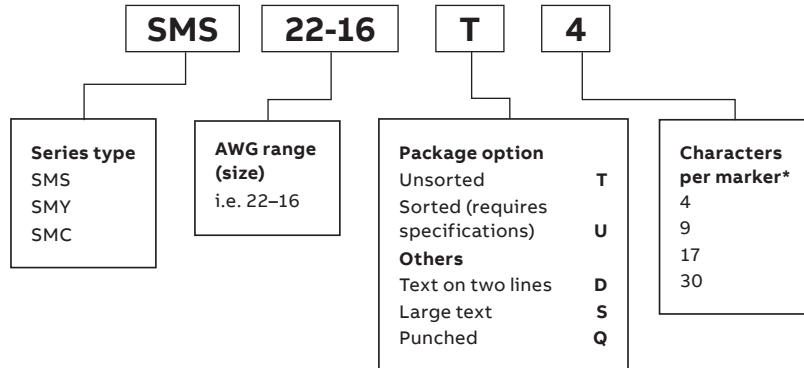 SMS 22-16 T 4
Series type
SMS
SMY
SMC
AWG range
(size)
i.e. 22–16
Package option
Unsorted T
Sorted (requires
specifications) U
Others
Text on two lines D
Large text S
Punched Q
Characters
per marker*
4
9
17
30